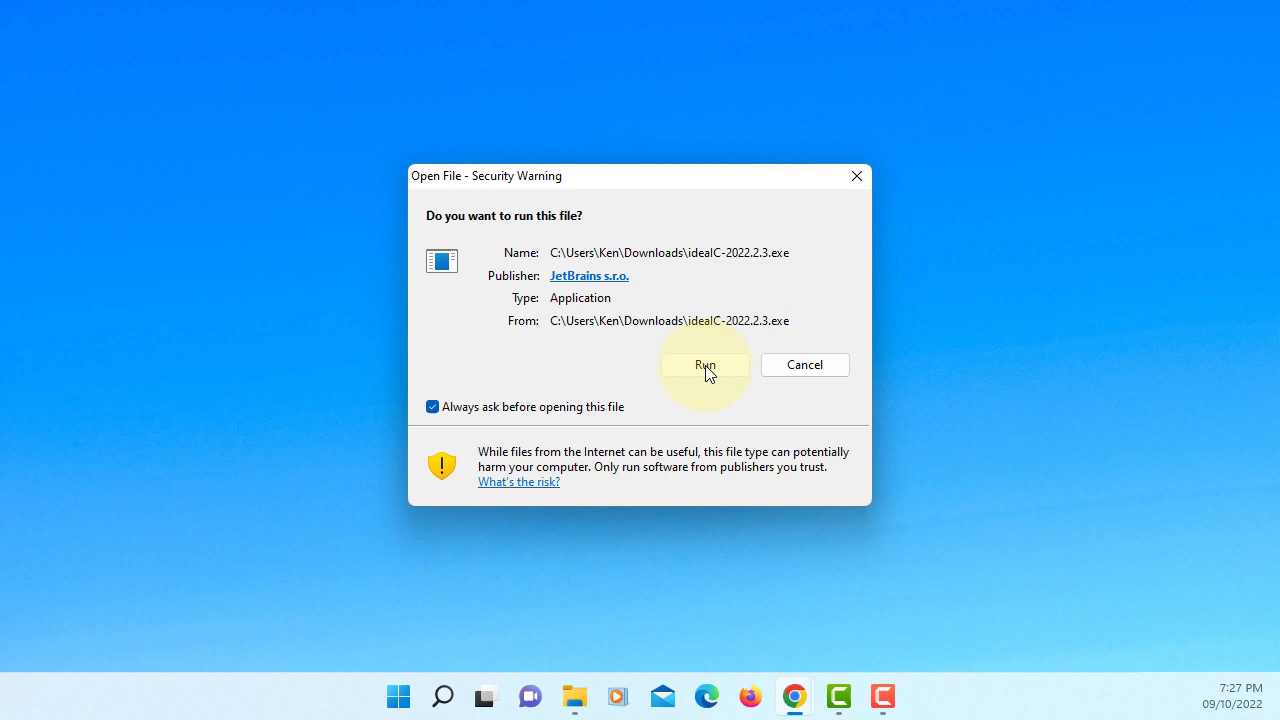 Open File - Security Warning
Do you want to run this file?
Name: C:\Users\Ken\Downloads\ideaIC-2022.2.3.exe
Publisher: JetBrains s.r.o.
Type: Application
From: C:\Users\Ken\Downloads\ideaIC-2022.2.3.exe
Run Cancel
Always ask before opening this file
While files from the Internet can be useful, this file type can potentially
harm your computer. Only run software from publishers you trust.
What's the risk?
7:27 PM
09/10/2022